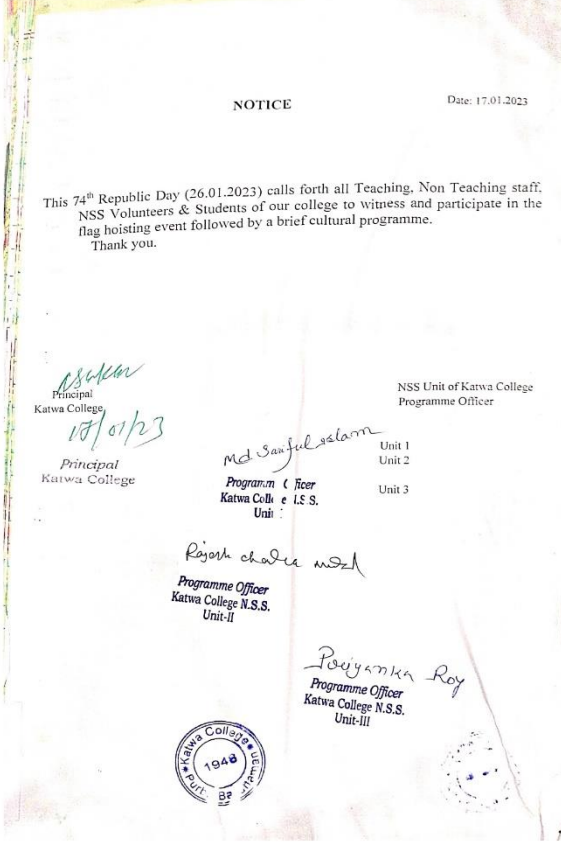 NOTICE
Date: 17.01.2023
This 74th Republic Day (26.01.2023) calls forth all Teaching, Non Teaching staff,
NSS Volunteers & Students of our college to witness and participate in the
flag hoisting event followed by a brief cultural programme.
Thank you.
Principal
Katwa College
17/01/23
Principal
Katwa College
NSS Unit of Katwa College
Programme Officer
Unit 1
Unit 2
Unit 3
Md Sariful Islam
Katwa
Unit
Rajesh
Programme Officer
Katwa College N.S.S.
Unit-II
Priyanka Roy
Programme Officer
Katwa College N.S.S.
Unit-III
Katwa College
1948